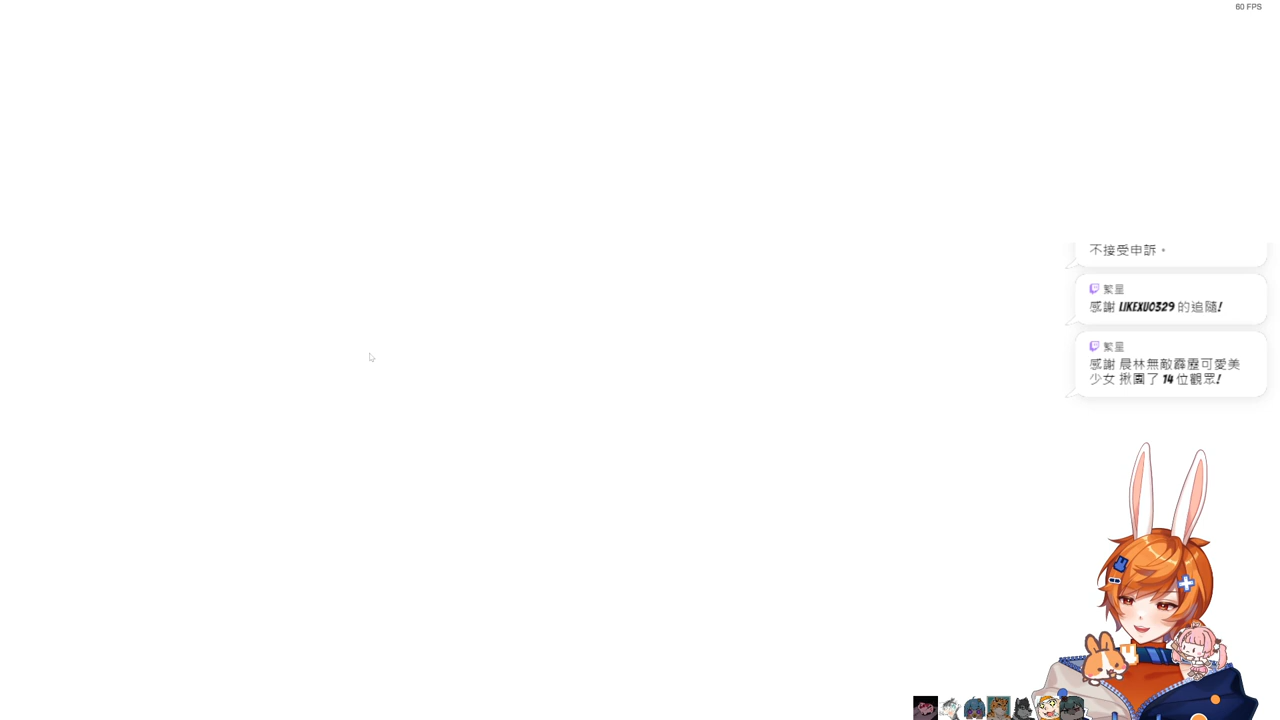 60 FPS
不接受申訴。
繁星
感謝 LIKEXU0329 的追隨!
繁星
感謝 晨林無敵霹靂可愛美
少女 揪團了 14 位觀眾!